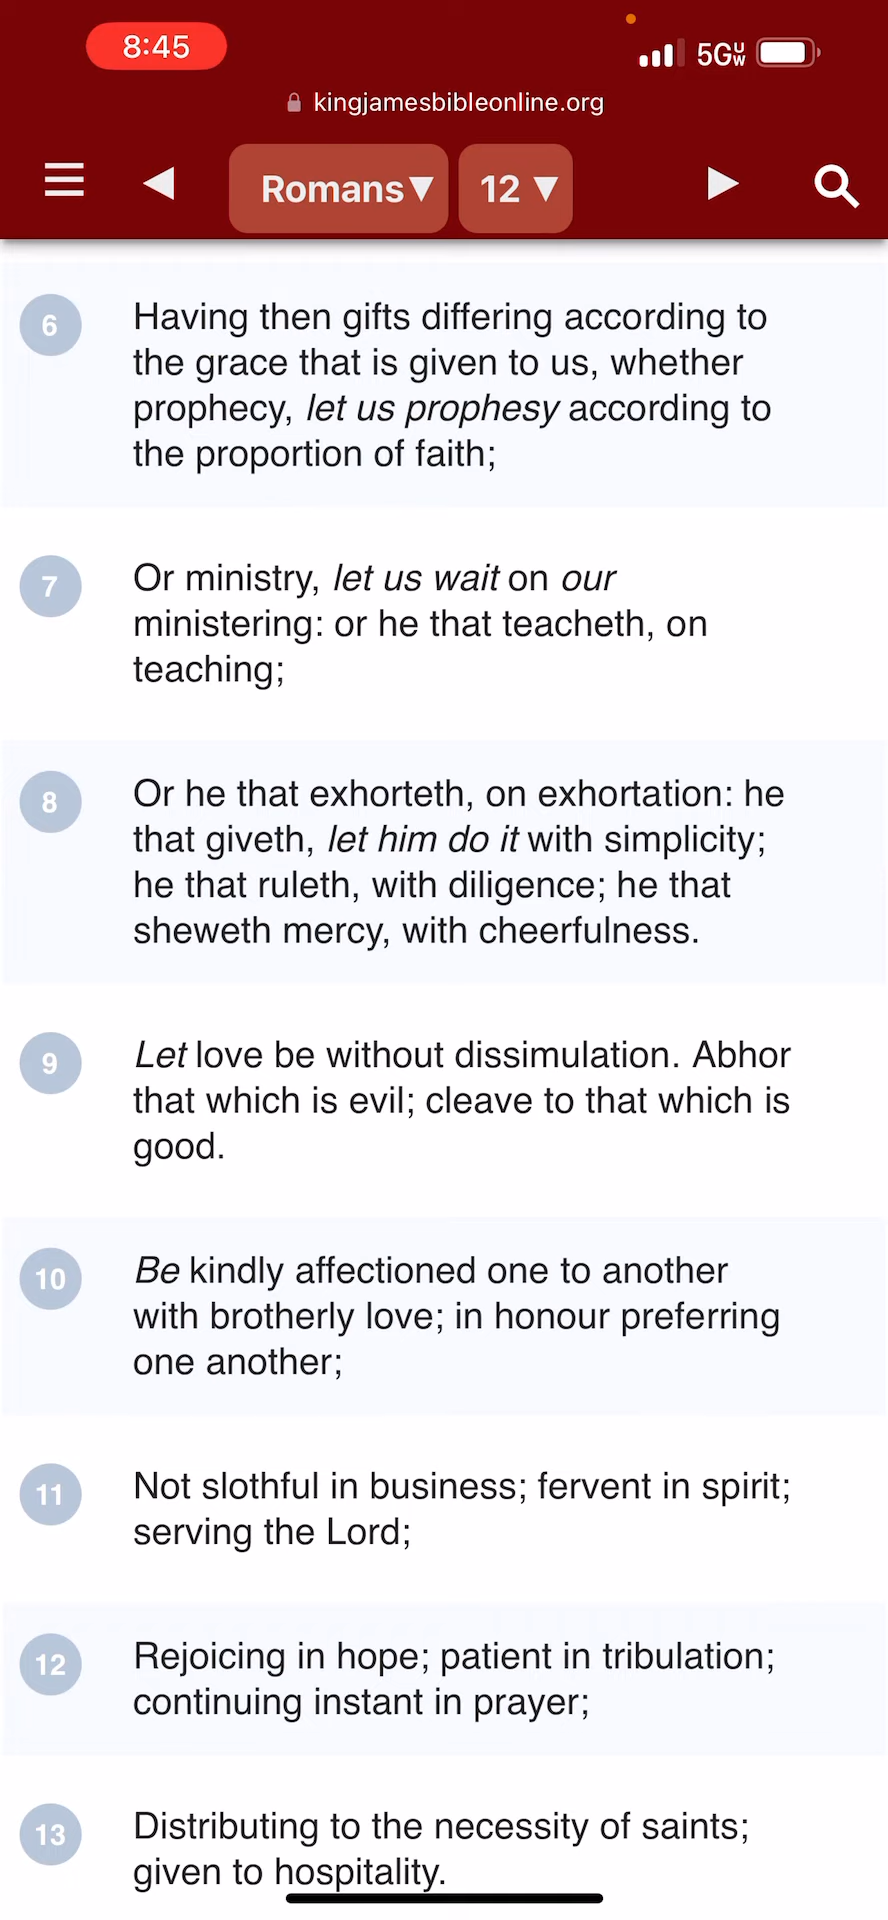 8:45
5G UW
kingjamesbibleonline.org
Romans▼ 12 ▼
6 Having then gifts differing according to
the grace that is given to us, whether
prophecy, let us prophesy according to
the proportion of faith;
7 Or ministry, let us wait on our
ministering: or he that teacheth, on
teaching;
8 Or he that exhorteth, on exhortation: he
that giveth, let him do it with simplicity;
he that ruleth, with diligence; he that
sheweth mercy, with cheerfulness.
9 Let love be without dissimulation. Abhor
that which is evil; cleave to that which is
good.
10 Be kindly affectioned one to another
with brotherly love; in honour preferring
one another;
11 Not slothful in business; fervent in spirit;
serving the Lord;
12 Rejoicing in hope; patient in tribulation;
continuing instant in prayer;
13 Distributing to the necessity of saints;
given to hospitality.